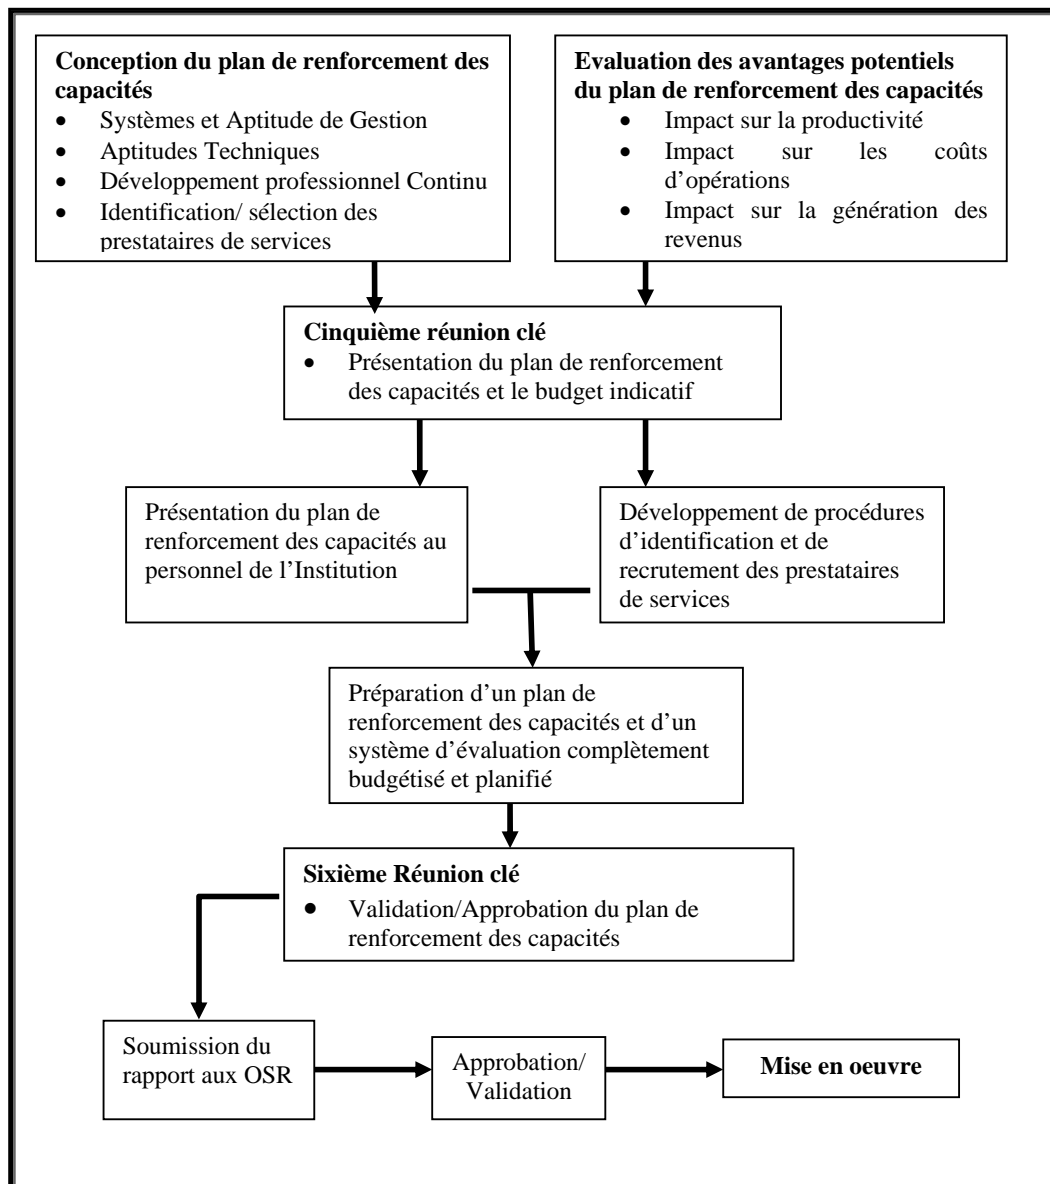 Conception du plan de renforcement des
capacités
• Systèmes et Aptitude de Gestion
• Aptitudes Techniques
• Développement professionnel Continu
• Identification/ sélection des
prestataires de services
Evaluation des avantages potentiels
du plan de renforcement des capacités
• Impact sur la productivité
• Impact sur les coûts
d’opérations
• Impact sur la génération des
revenus
Cinquième réunion clé
• Présentation du plan de renforcement
des capacités et le budget indicatif
Présentation du plan de
renforcement des capacités au
personnel de l’Institution
Développement de procédures
d’identification et de
recrutement des prestataires
de services
Préparation d’un plan de
renforcement des capacités et d’un
système d’évaluation complètement
budgétisé et planifié
Sixième Réunion clé
• Validation/Approbation du plan de
renforcement des capacités
Soumission du
rapport aux OSR
Approbation/
Validation
Mise en oeuvre